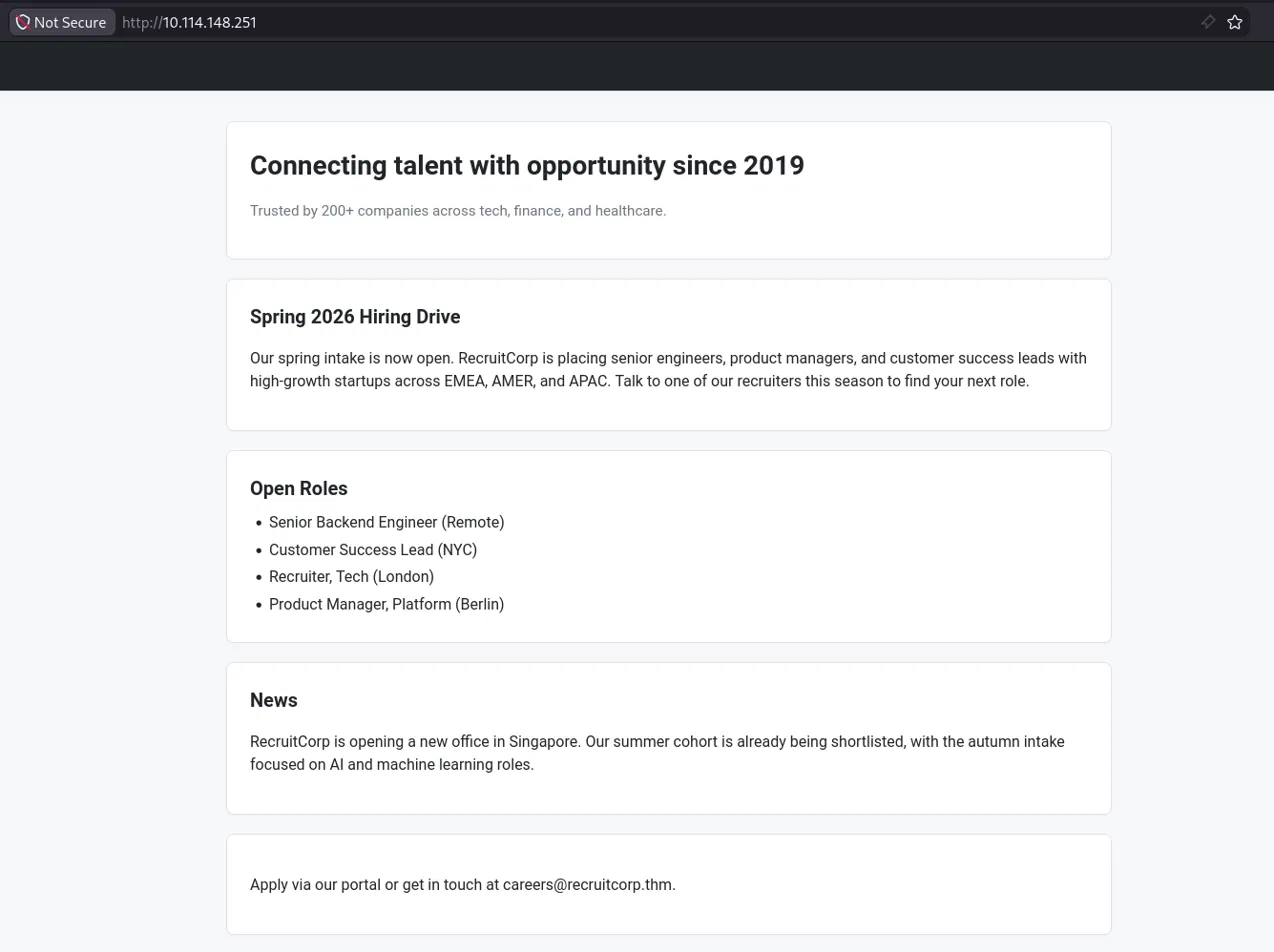 Not Secure http://10.114.148.251
Connecting talent with opportunity since 2019
Trusted by 200+ companies across tech, finance, and healthcare.
Spring 2026 Hiring Drive
Our spring intake is now open. RecruitCorp is placing senior engineers, product managers, and customer success leads with
high-growth startups across EMEA, AMER, and APAC. Talk to one of our recruiters this season to find your next role.
Open Roles
• Senior Backend Engineer (Remote)
• Customer Success Lead (NYC)
• Recruiter, Tech (London)
• Product Manager, Platform (Berlin)
News
RecruitCorp is opening a new office in Singapore. Our summer cohort is already being shortlisted, with the autumn intake
focused on AI and machine learning roles.
Apply via our portal or get in touch at careers@recruitcorp.thm.